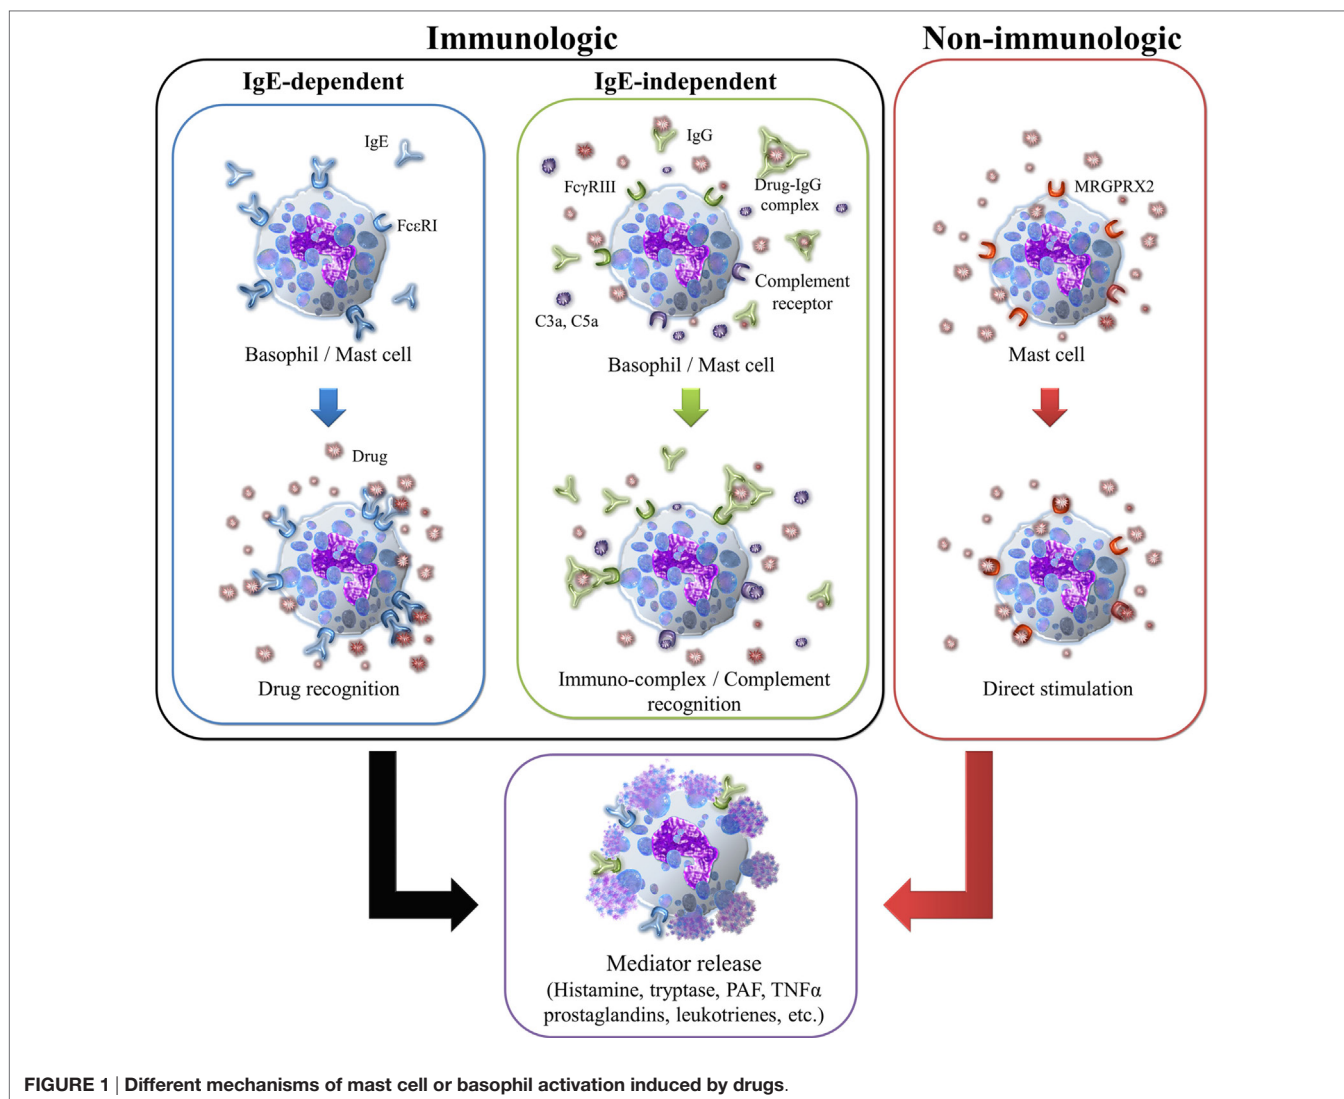 Immunologic
Non-immunologic
IgE-dependent
IgE-independent
IgE
FcεRI
Basophil / Mast cell
Drug
Drug recognition
IgG
FcγRIII
Drug-IgG
complex
Complement
receptor
C3a, C5a
Basophil / Mast cell
Immuno-complex / Complement
recognition
MRGPRX2
Mast cell
Direct stimulation
Mediator release
(Histamine, tryptase, PAF, TNFα
prostaglandins, leukotrienes, etc.)
FIGURE 1 | Different mechanisms of mast cell or basophil activation induced by drugs.